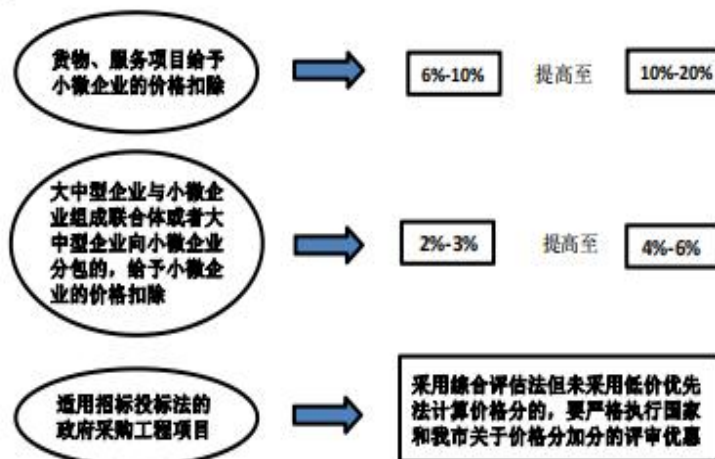 货物、服务项目给予
小微企业的价格扣除
6%-10%
提高至
10%-20%
大中型企业与小微企
业组成联合体或者大
中型企业向小微企业
分包的，给予小微企
业的价格扣除
2%-3%
提高至
4%-6%
适用招标投标法的
政府采购工程项目
采用综合评估法但未采用低价优先
法计算价格分的，要严格执行国家
和我市关于价格分加分的评审优惠